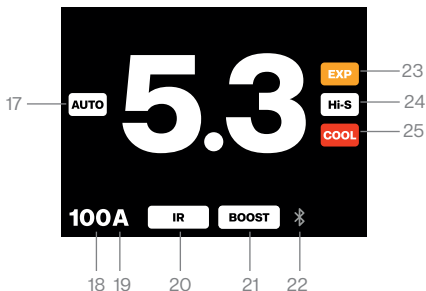 EXP 23
17 AUTO 5.3 Hi-S 24
COOL 25
100A IR BOOST
18 19 20 21 22